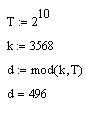 T := 2^10
k := 3568
d := mod(k,T)
d = 496